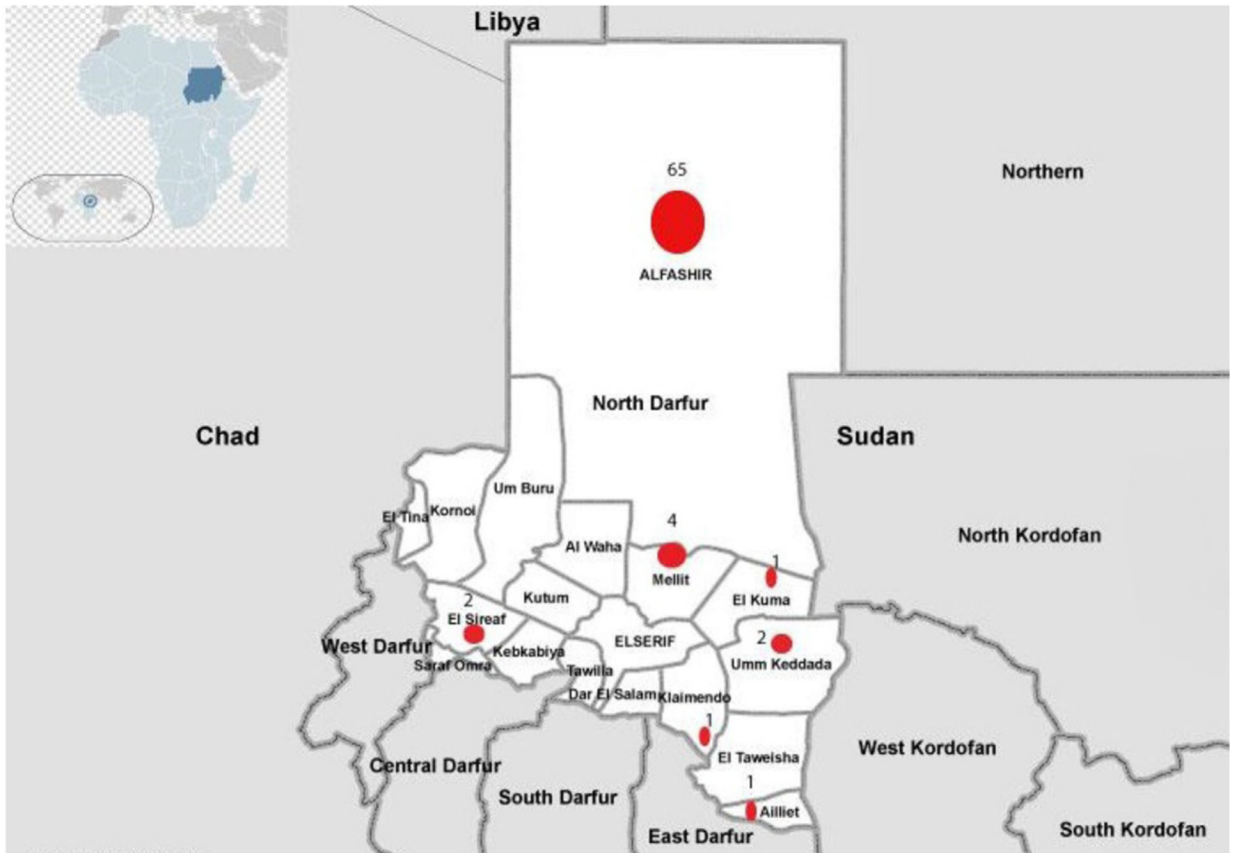 Libya
Northern
65
ALFASHIR
North Darfur
Chad
Sudan
Um Buru
El Tina
Kornoi
4
Al Waha
North Kordofan
1
Mellit
El Kuma
2
Kutum
El Sireaf
ELSERIF
2
West Darfur
Kebkabiya
Umm Keddada
Saraf Omra
Tawilla
Dar El Salam
Klaimendo
1
El Taweisha
West Kordofan
Central Darfur
1
South Darfur
Ailliet
East Darfur
South Kordofan